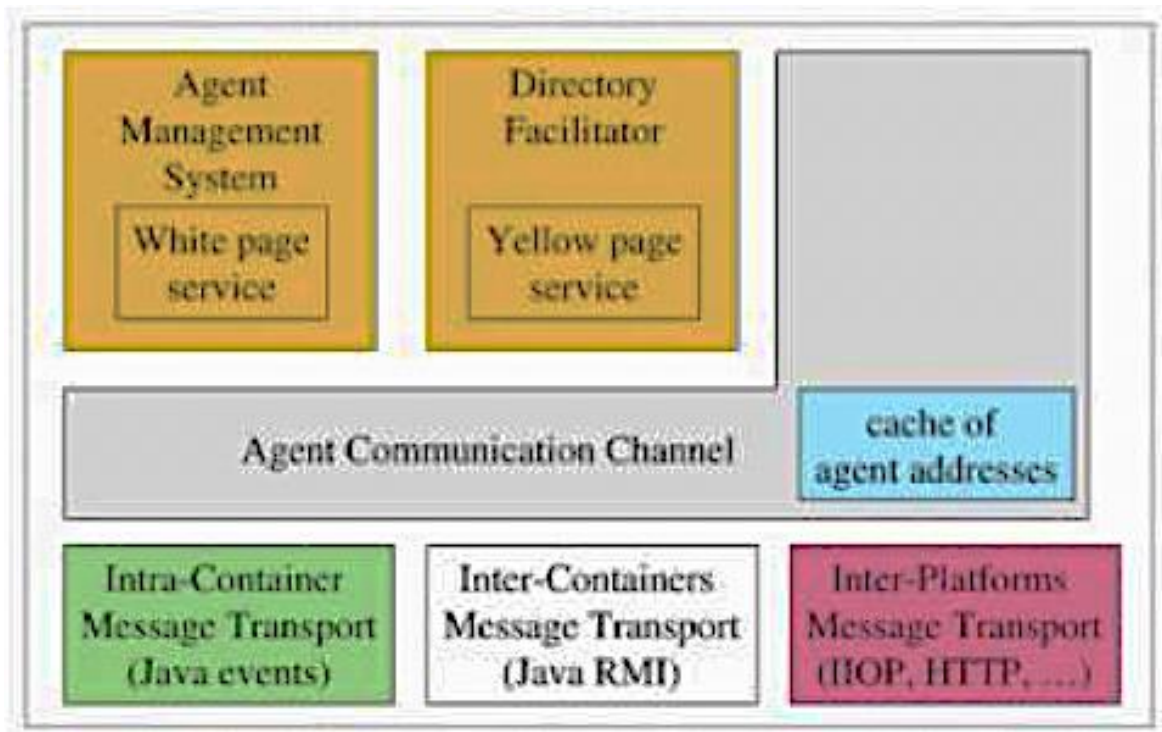 Agent
Management
System
White page
service
Directory
Facilitator
Yellow page
service
Agent Communication Channel
cache of
agent addresses
Intra-Container
Message Transport
(Java events)
Inter-Containers
Message Transport
(Java RMI)
Inter-Platforms
Message Transport
(IIOP, HTTP, …)